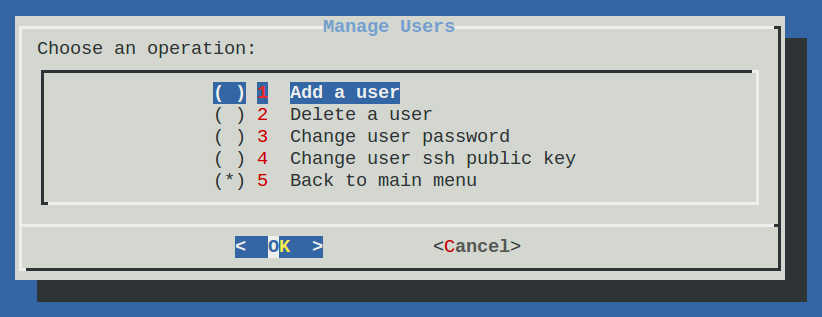 Manage Users
Choose an operation:
( ) 1 Add a user
( ) 2 Delete a user
( ) 3 Change user password
( ) 4 Change user ssh public key
(*) 5 Back to main menu
< OK > <Cancel>